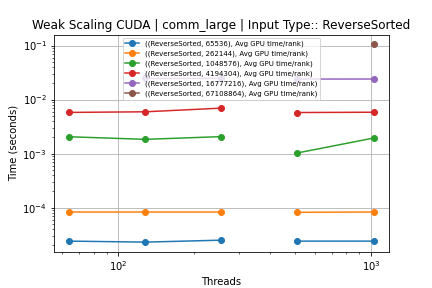 Weak Scaling CUDA | comm_large | Input Type:: ReverseSorted
10⁻¹
((ReverseSorted, 65536), Avg GPU time/rank)
((ReverseSorted, 262144), Avg GPU time/rank)
((ReverseSorted, 1048576), Avg GPU time/rank)
((ReverseSorted, 4194304), Avg GPU time/rank)
((ReverseSorted, 16777216), Avg GPU time/rank)
((ReverseSorted, 67108864), Avg GPU time/rank)
10⁻²
10⁻³
10⁻⁴
Time (seconds)
10²
10³
Threads